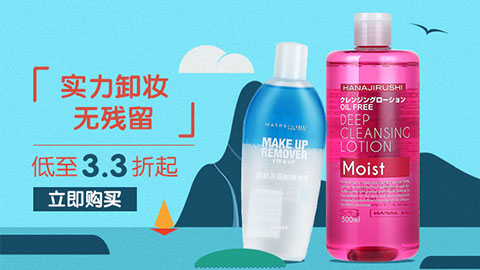 实力卸妆
无残留
低至3.3折起
立即购买
MAYBELLINE
MAKE UP
REMOVER
EYE & LIP
HANAJIRUSHI
クレンジングローション
OIL FREE
DEEP
CLEANSING
LOTION
Moist
500ml